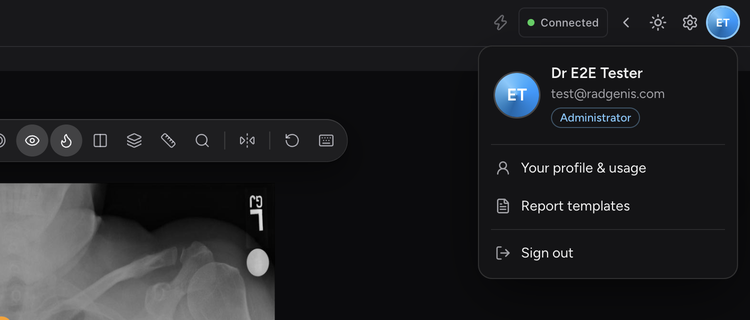 Connected
ET
ET
Dr E2E Tester
test@radgenis.com
Administrator
Your profile & usage
Report templates
Sign out
L